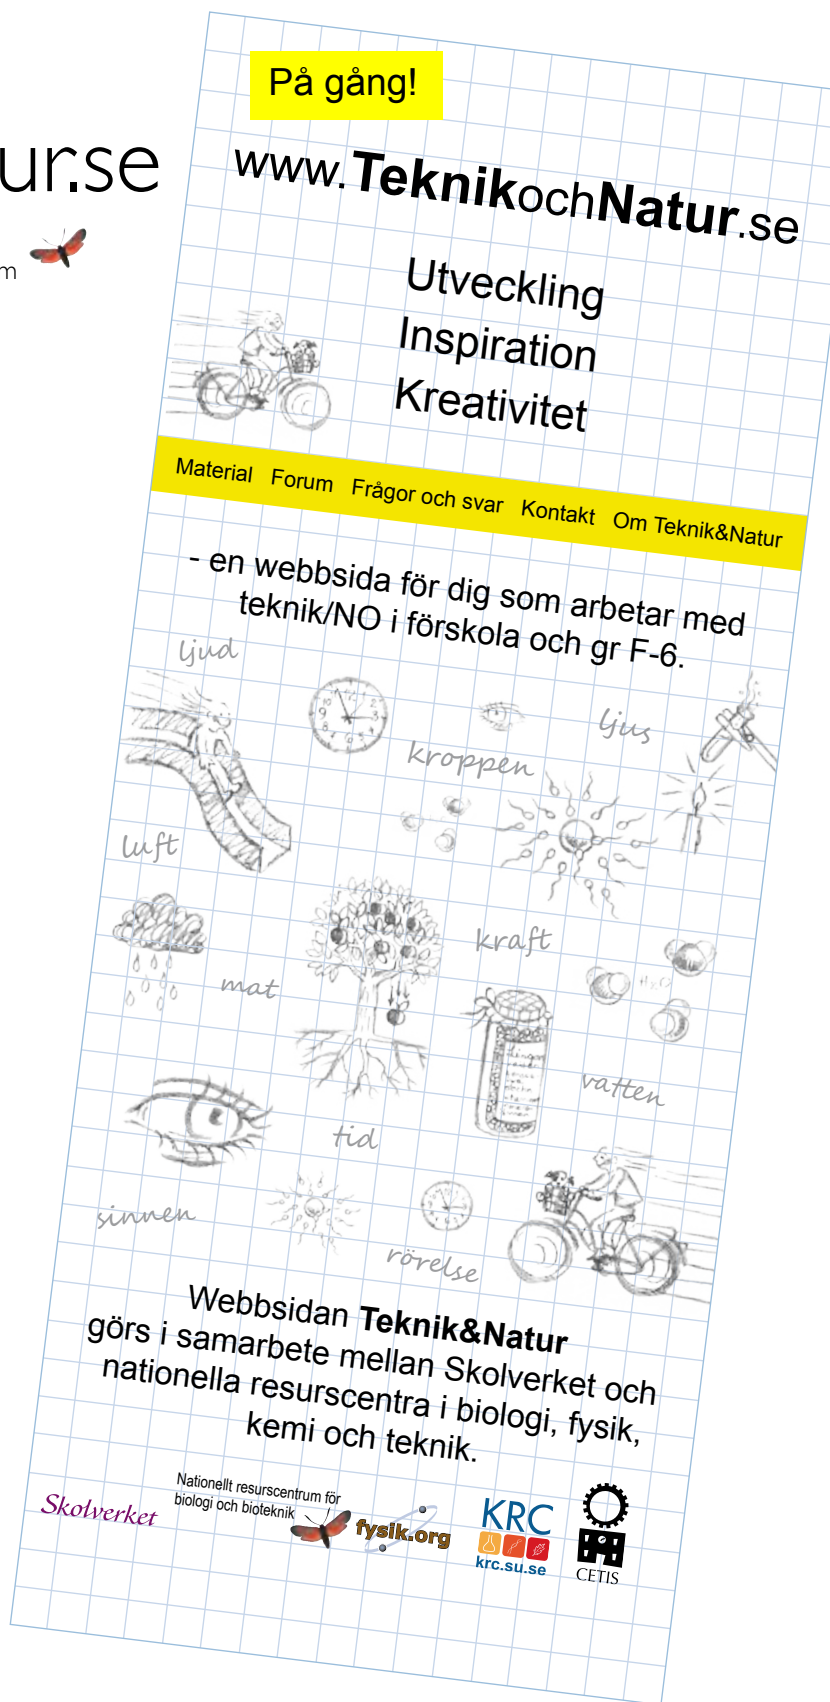 På gång!
ur.se
m
www.TeknikochNatur.se
Utveckling
Inspiration
Kreativitet
Material Forum Frågor och svar Kontakt Om Teknik&Natur
- en webbsida för dig som arbetar med
teknik/NO i förskola och gr F-6.
ljud
ljus
kroppen
luft
kraft
mat
vatten
tid
sinnen
rörelse
Webbsidan Teknik&Natur
görs i samarbete mellan Skolverket och
nationella resurscentra i biologi, fysik,
kemi och teknik.
Skolverket
Nationellt resurscentrum för
biologi och bioteknik
fysik.org
KRC
krc.su.se
CETIS